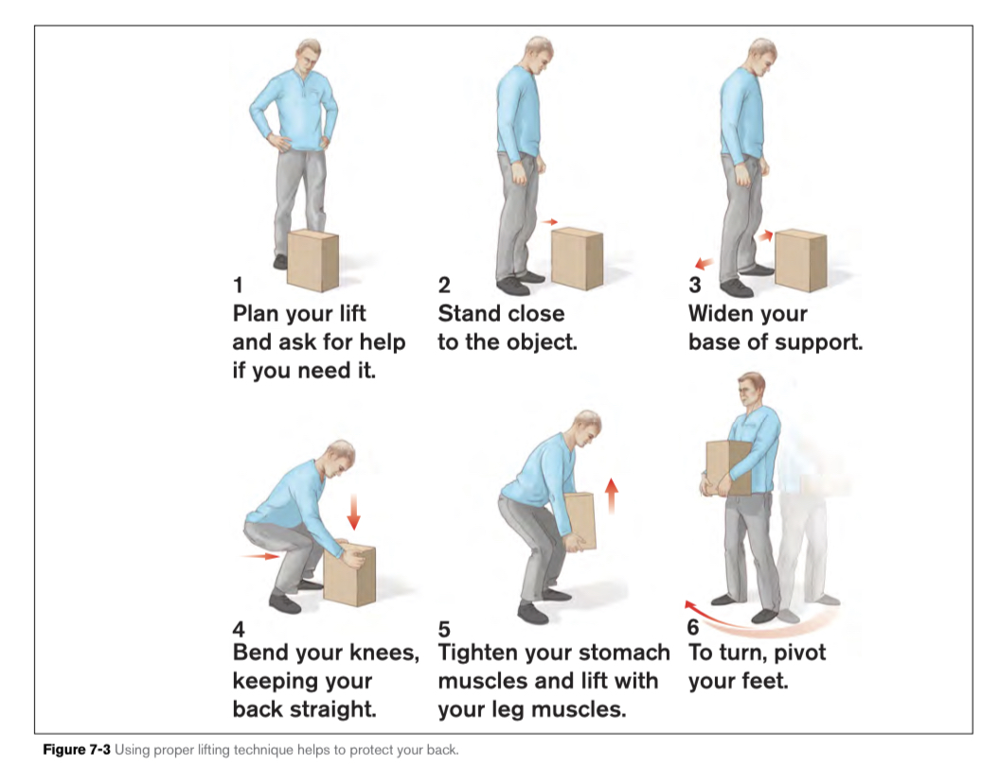 1
Plan your lift
and ask for help
if you need it.
2
Stand close
to the object.
3
Widen your
base of support.
4
Bend your knees,
keeping your
back straight.
5
Tighten your stomach
muscles and lift with
your leg muscles.
6
To turn, pivot
your feet.
Figure 7-3 Using proper lifting technique helps to protect your back.